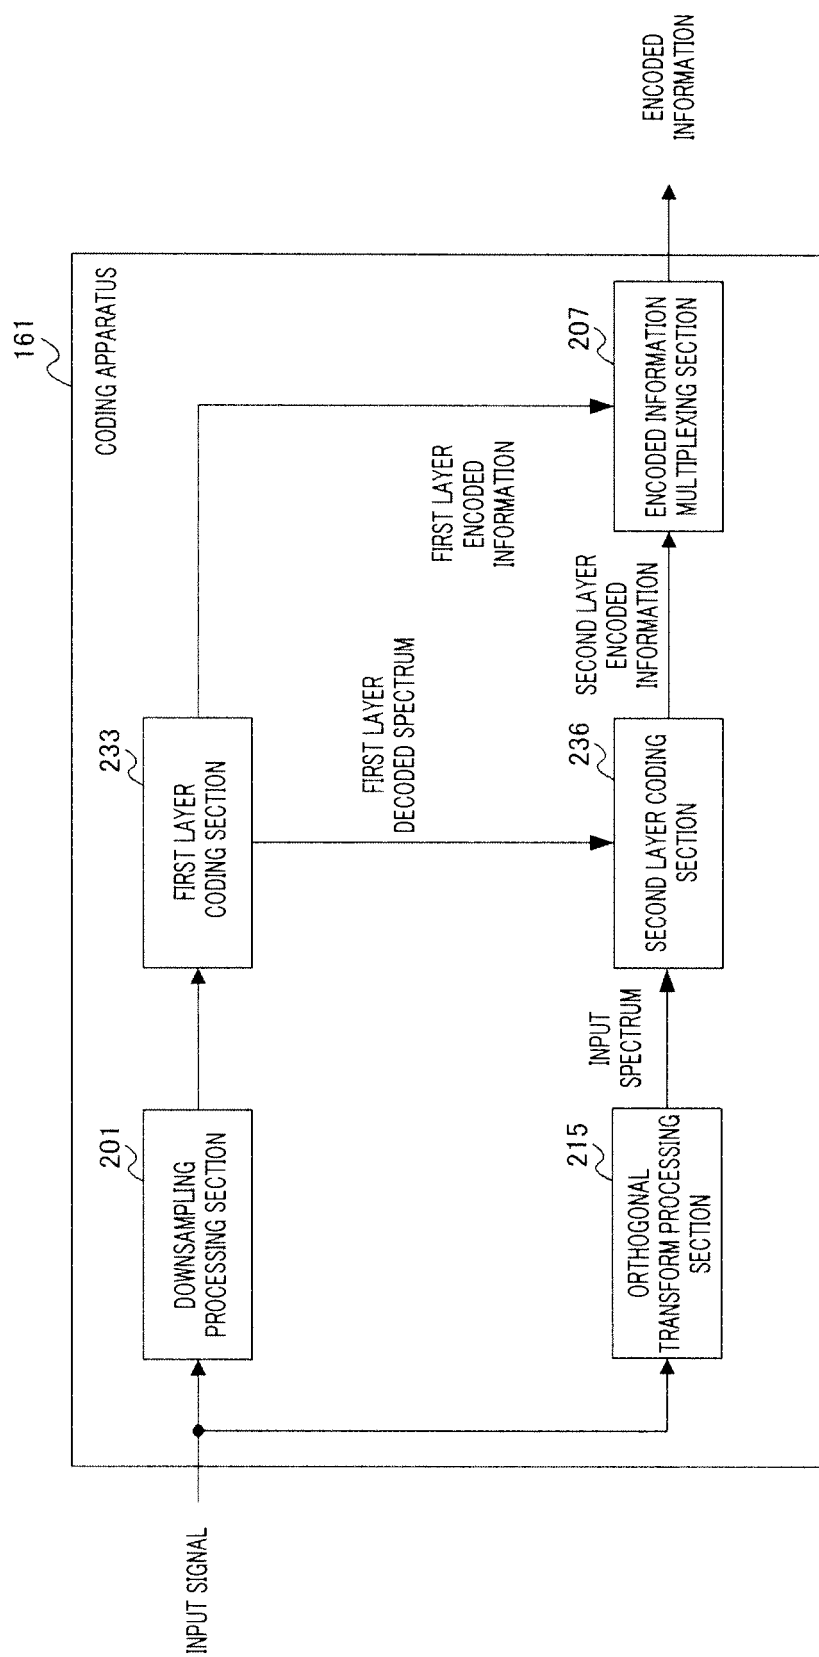 161
CODING APPARATUS
INPUT SIGNAL
201
DOWNSAMPLING
PROCESSING SECTION
233
FIRST LAYER
CODING SECTION
FIRST LAYER
DECODED SPECTRUM
FIRST LAYER
ENCODED
INFORMATION
215
ORTHOGONAL
TRANSFORM PROCESSING
SECTION
INPUT
SPECTRUM
236
SECOND LAYER CODING
SECTION
SECOND LAYER
ENCODED
INFORMATION
207
ENCODED INFORMATION
MULTIPLEXING SECTION
ENCODED
INFORMATION